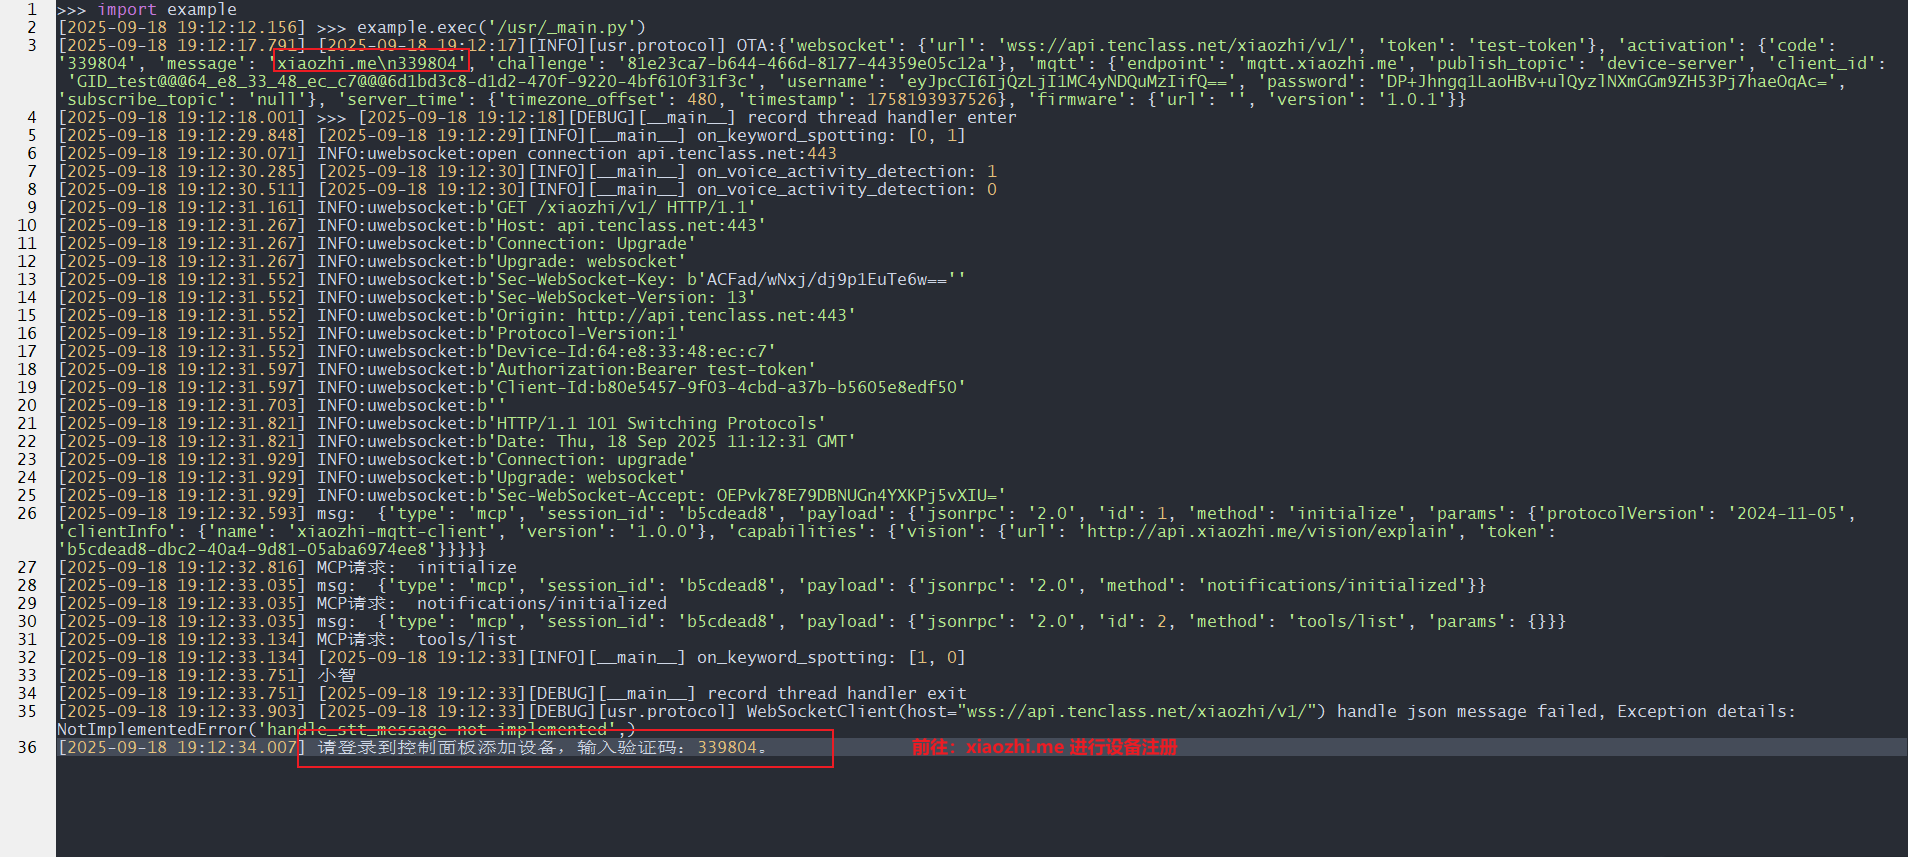 1 >>> import example
2 [2025-09-18 19:12:12.156] >>> example.exec('/usr/_main.py')
3 [2025-09-18 19:12:17.791] [2025-09-18 19:12:17][INFO][usr.protocol] OTA:{'websocket': {'url': 'wss://api.tenclass.net/xiaozhi/v1/', 'token': 'test-token'}, 'activation': {'code':
'339804', 'message': 'xiaozhi.me\n339804', 'challenge': '81e23ca7-b644-466d-8177-44359e05c12a'}, 'mqtt': {'endpoint': 'mqtt.xiaozhi.me', 'publish_topic': 'device-server', 'client_id':
'GID_test@@@64_e8_33_48_ec_c7@@@6d1bd3c8-d1d2-470f-9220-4bf610f31f3c', 'username': 'eyJpcCI6IjQzLjI1MC4yNDQuMzIifQ==', 'password': 'DP+Jhngq1LaoHBv+ulQyzlNXmGGm9ZH53Pj7haeOqAc=',
'subscribe_topic': 'null'}, 'server_time': {'timezone_offset': 480, 'timestamp': 1758193937526}, 'firmware': {'url': '', 'version': '1.0.1'}}
4 [2025-09-18 19:12:18.001] >>> [2025-09-18 19:12:18][DEBUG][__main__] record thread handler enter
5 [2025-09-18 19:12:29.848] [2025-09-18 19:12:29][INFO][__main__] on_keyword_spotting: [0, 1]
6 [2025-09-18 19:12:30.071] INFO:uwebsocket:open connection api.tenclass.net:443
7 [2025-09-18 19:12:30.285] [2025-09-18 19:12:30][INFO][__main__] on_voice_activity_detection: 1
8 [2025-09-18 19:12:30.511] [2025-09-18 19:12:30][INFO][__main__] on_voice_activity_detection: 0
9 [2025-09-18 19:12:31.161] INFO:uwebsocket:b'GET /xiaozhi/v1/ HTTP/1.1'
10 [2025-09-18 19:12:31.267] INFO:uwebsocket:b'Host: api.tenclass.net:443'
11 [2025-09-18 19:12:31.267] INFO:uwebsocket:b'Connection: Upgrade'
12 [2025-09-18 19:12:31.267] INFO:uwebsocket:b'Upgrade: websocket'
13 [2025-09-18 19:12:31.552] INFO:uwebsocket:b'Sec-WebSocket-Key: b'ACFad/wNxj/dj9p1EuTe6w==''
14 [2025-09-18 19:12:31.552] INFO:uwebsocket:b'Sec-WebSocket-Version: 13'
15 [2025-09-18 19:12:31.552] INFO:uwebsocket:b'Origin: http://api.tenclass.net:443'
16 [2025-09-18 19:12:31.552] INFO:uwebsocket:b'Protocol-Version:1'
17 [2025-09-18 19:12:31.552] INFO:uwebsocket:b'Device-Id:64:e8:33:48:ec:c7'
18 [2025-09-18 19:12:31.597] INFO:uwebsocket:b'Authorization:Bearer test-token'
19 [2025-09-18 19:12:31.597] INFO:uwebsocket:b'Client-Id:b80e5457-9f03-4cbd-a37b-b5605e8edf50'
20 [2025-09-18 19:12:31.703] INFO:uwebsocket:b''
21 [2025-09-18 19:12:31.821] INFO:uwebsocket:b'HTTP/1.1 101 Switching Protocols'
22 [2025-09-18 19:12:31.821] INFO:uwebsocket:b'Date: Thu, 18 Sep 2025 11:12:31 GMT'
23 [2025-09-18 19:12:31.929] INFO:uwebsocket:b'Connection: upgrade'
24 [2025-09-18 19:12:31.929] INFO:uwebsocket:b'Upgrade: websocket'
25 [2025-09-18 19:12:31.929] INFO:uwebsocket:b'Sec-WebSocket-Accept: OEPvk78E79DBNUGn4YXKPj5vXIU='
26 [2025-09-18 19:12:32.593] msg:  {'type': 'mcp', 'session_id': 'b5cdead8', 'payload': {'jsonrpc': '2.0', 'id': 1, 'method': 'initialize', 'params': {'protocolVersion': '2024-11-05',
'clientInfo': {'name': 'xiaozhi-mqtt-client', 'version': '1.0.0'}, 'capabilities': {'vision': {'url': 'http://api.xiaozhi.me/vision/explain', 'token':
'b5cdead8-dbc2-40a4-9d81-05aba6974ee8'}}}}}
27 [2025-09-18 19:12:32.816] MCP请求:  initialize
28 [2025-09-18 19:12:33.035] msg:  {'type': 'mcp', 'session_id': 'b5cdead8', 'payload': {'jsonrpc': '2.0', 'method': 'notifications/initialized'}}
29 [2025-09-18 19:12:33.035] MCP请求:  notifications/initialized
30 [2025-09-18 19:12:33.035] msg:  {'type': 'mcp', 'session_id': 'b5cdead8', 'payload': {'jsonrpc': '2.0', 'id': 2, 'method': 'tools/list', 'params': {}}}
31 [2025-09-18 19:12:33.134] MCP请求:  tools/list
32 [2025-09-18 19:12:33.134] [2025-09-18 19:12:33][INFO][__main__] on_keyword_spotting: [1, 0]
33 [2025-09-18 19:12:33.751] 小智
34 [2025-09-18 19:12:33.751] [2025-09-18 19:12:33][DEBUG][__main__] record thread handler exit
35 [2025-09-18 19:12:33.903] [2025-09-18 19:12:33][DEBUG][usr.protocol] WebSocketClient(host="wss://api.tenclass.net/xiaozhi/v1/") handle json message failed, Exception details:
NotImplementedError('handle_stt_message not implemented',)
36 [2025-09-18 19:12:34.007] 请登录到控制面板添加设备，输入验证码：339804。 前往：xiaozhi.me 进行设备注册